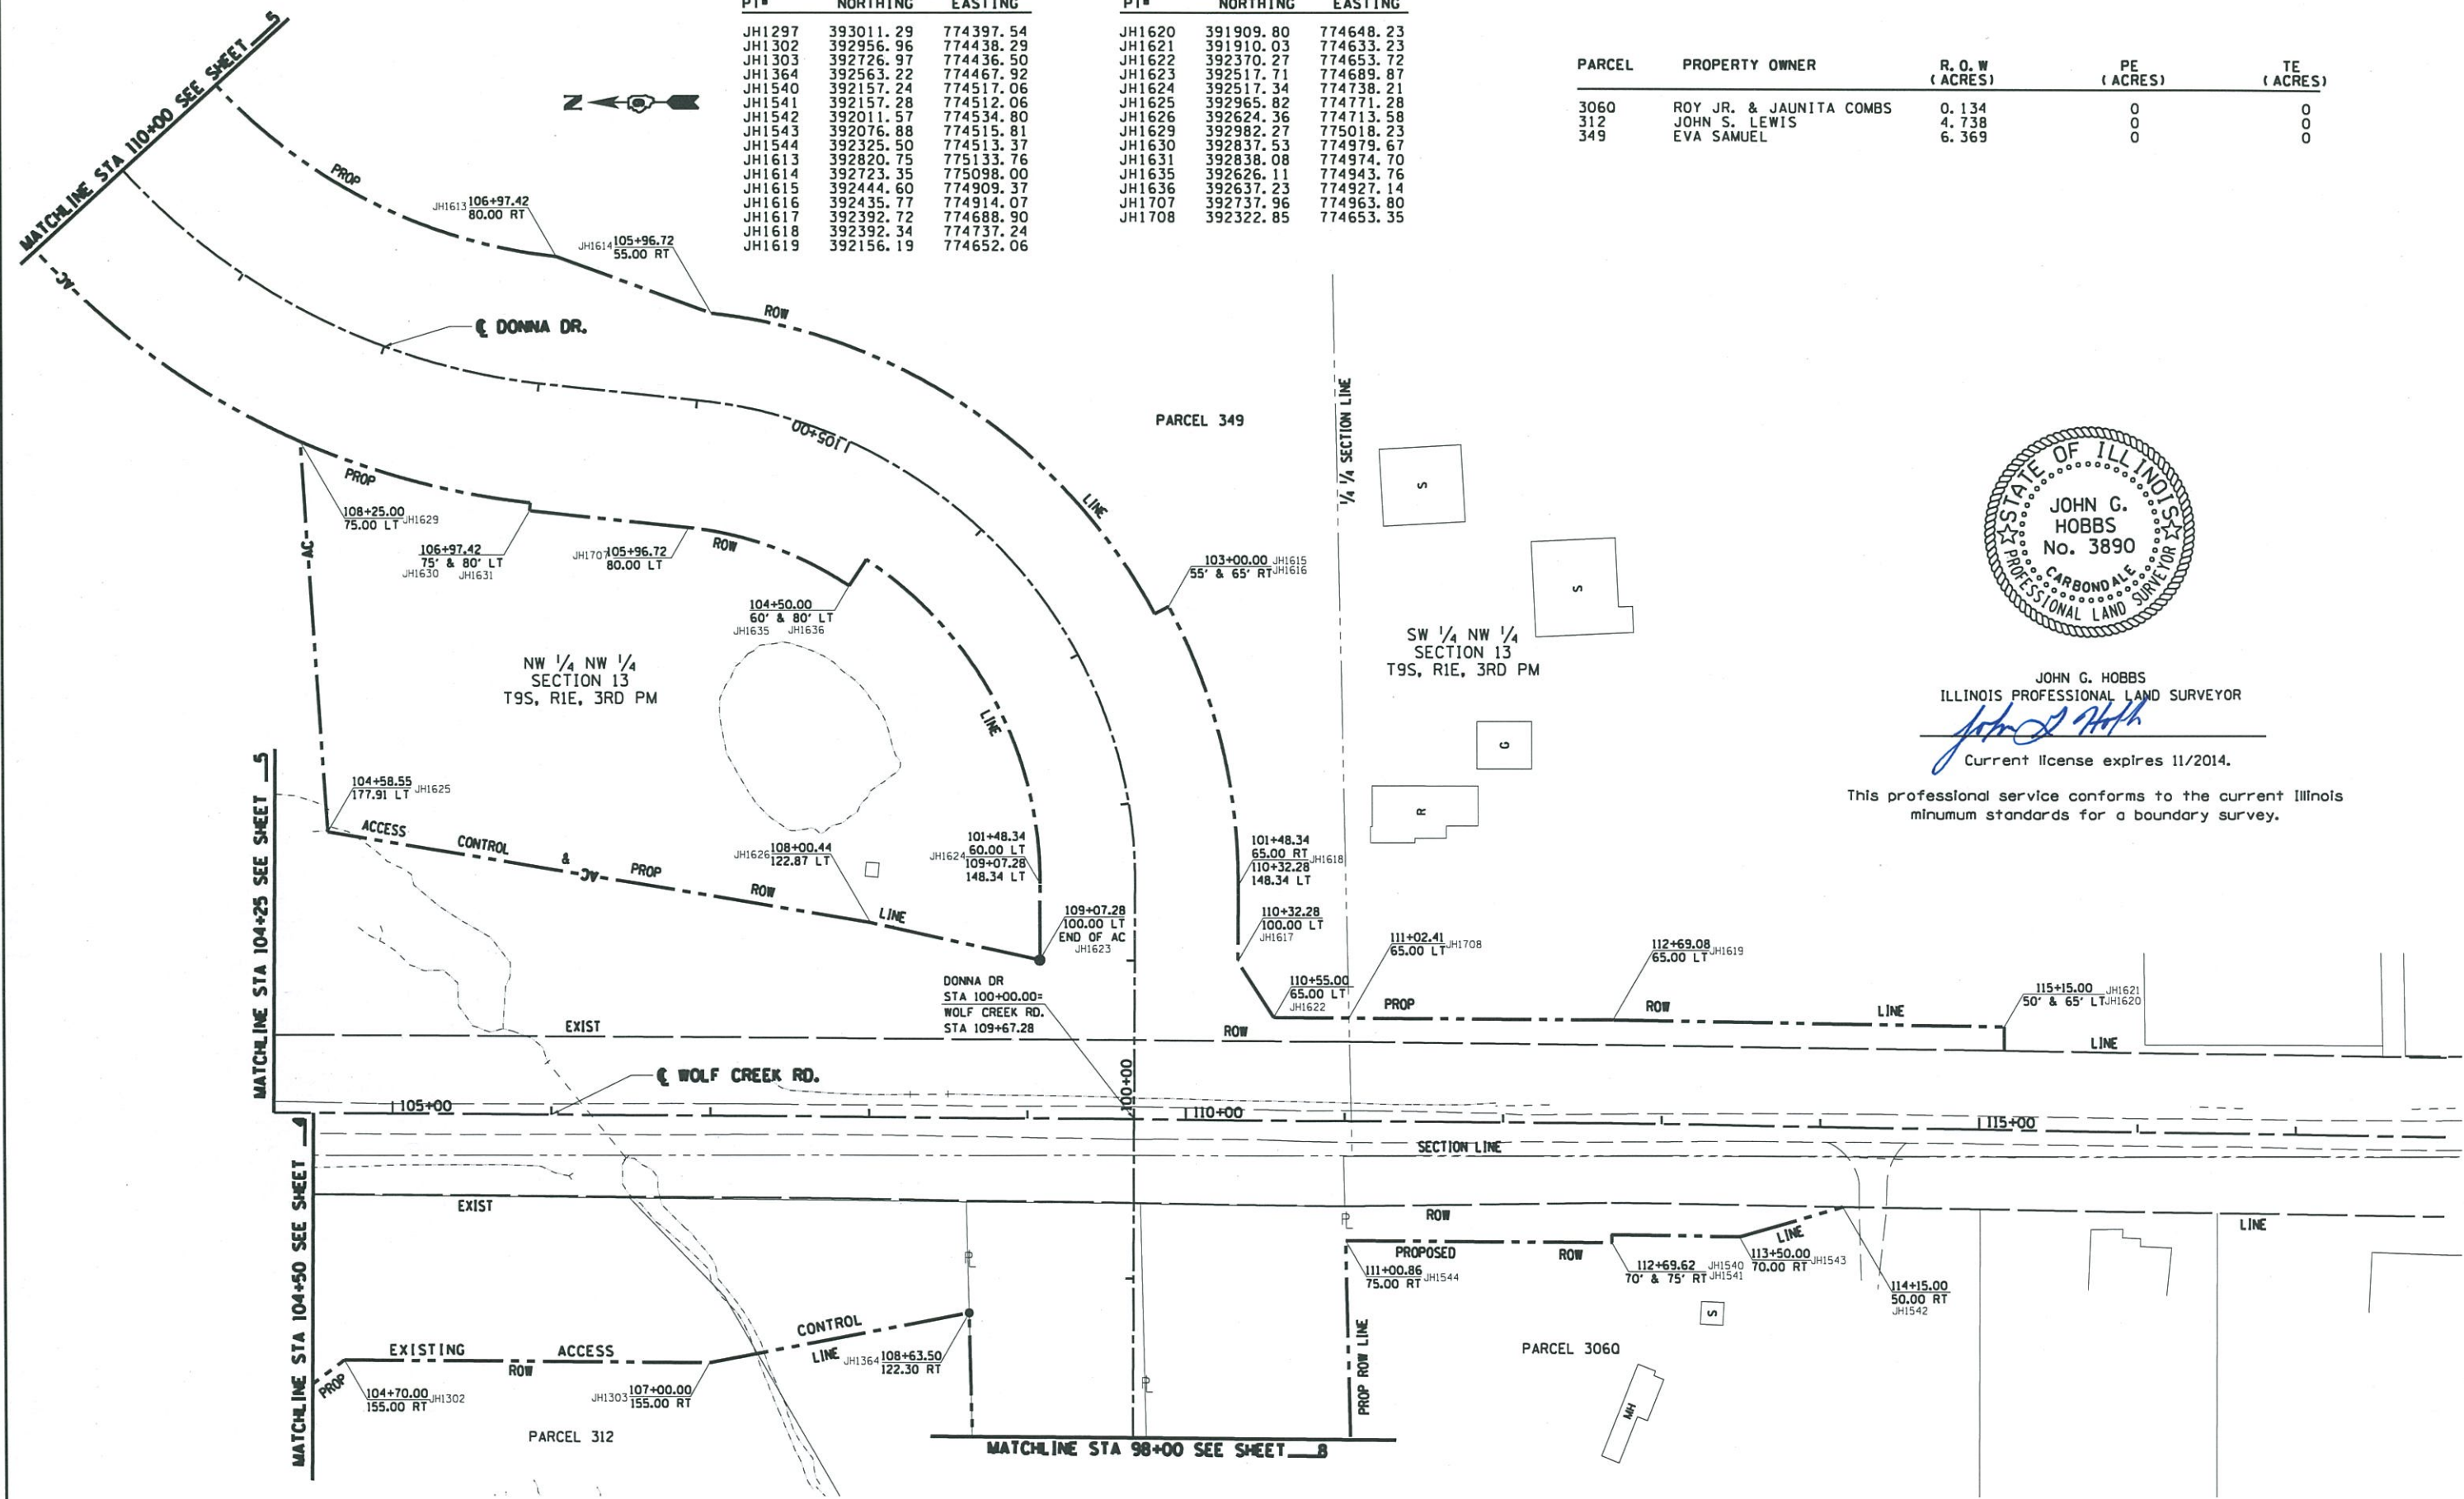 PT# NORTHING EASTING
JH1297 393011.29 774397.54
JH1302 392956.96 774438.29
JH1303 392726.97 774436.50
JH1364 392563.22 774467.92
JH1540 392157.24 774517.06
JH1541 392157.28 774512.06
JH1542 392011.57 774534.80
JH1543 392076.88 774515.81
JH1544 392325.50 774513.37
JH1613 392820.75 775133.76
JH1614 392723.35 775098.00
JH1615 392444.60 774909.37
JH1616 392435.77 774914.07
JH1617 392392.72 774688.90
JH1618 392392.34 774737.24
JH1619 392156.19 774652.06
PT# NORTHING EASTING
JH1620 391909.80 774648.23
JH1621 391910.03 774633.23
JH1622 392370.27 774653.72
JH1623 392517.71 774689.87
JH1624 392517.34 774738.21
JH1625 392965.82 774771.28
JH1626 392624.36 774713.58
JH1629 392982.27 775018.23
JH1630 392837.53 774979.67
JH1631 392838.08 774974.70
JH1635 392626.11 774943.76
JH1636 392637.23 774927.14
JH1707 392737.96 774963.80
JH1708 392322.85 774653.35
PARCEL PROPERTY OWNER R.O.W PE TE
(ACRES) (ACRES) (ACRES)
306Q ROY JR. & JAUNITA COMBS 0.134 0 0
312 JOHN S. LEWIS 4.738 0 0
349 EVA SAMUEL 6.369 0 0
MATCHLINE STA 110+00 SEE SHEET 5
N
PROP
JH1613 106+97.42
80.00 RT
JH1614 105+96.72
55.00 RT
ROW
AC
℄ DONNA DR.
105+00
PARCEL 349
1/4 1/4 SECTION LINE
S
LINE
PROP
108+25.00 JH1629
75.00 LT
AC
106+97.42
75' & 80' LT
JH1630 JH1631
JH1707 105+96.72
80.00 LT
ROW
104+50.00
60' & 80' LT
JH1635 JH1636
103+00.00 JH1615
55' & 65' RT JH1616
S
NW 1/4 NW 1/4
SECTION 13
T9S, R1E, 3RD PM
SW 1/4 NW 1/4
SECTION 13
T9S, R1E, 3RD PM
LINE
G
R
STATE OF ILLINOIS
JOHN G.
HOBBS
No. 3890
CARBONDALE
PROFESSIONAL LAND SURVEYOR
JOHN G. HOBBS
ILLINOIS PROFESSIONAL LAND SURVEYOR
Current license expires 11/2014.
This professional service conforms to the current Illinois
minumum standards for a boundary survey.
MATCHLINE STA 104+25 SEE SHEET 5
104+58.55 JH1625
177.91 LT
ACCESS CONTROL & AC PROP ROW LINE
JH1626 108+00.44
122.87 LT
101+48.34
60.00 LT
JH1624
109+07.28
148.34 LT
101+48.34
65.00 RT
JH1618
110+32.28
148.34 LT
109+07.28
100.00 LT
END OF AC
JH1623
110+32.28
100.00 LT
JH1617
111+02.41 JH1708
65.00 LT
112+69.08 JH1619
65.00 LT
110+55.00
65.00 LT
JH1622
115+15.00 JH1621
50' & 65' LT JH1620
PROP ROW LINE
DONNA DR
STA 100+00.00=
WOLF CREEK RD.
STA 109+67.28
EXIST ROW LINE
℄ WOLF CREEK RD.
100+00
105+00 110+00 115+00
SECTION LINE
MATCHLINE STA 104+50 SEE SHEET 4
EXIST ROW LINE
PL
PL
PL
PROPOSED ROW LINE
111+00.86 JH1544
75.00 RT
112+69.62 JH1540
70' & 75' RT JH1541
113+50.00 JH1543
70.00 RT
114+15.00
50.00 RT
JH1542
S
EXISTING ACCESS CONTROL
ROW LINE
PROP
104+70.00 JH1302
155.00 RT
JH1303 107+00.00
155.00 RT
JH1364 108+63.50
122.30 RT
PROP ROW LINE
PARCEL 306Q
MH
PARCEL 312
MATCHLINE STA 98+00 SEE SHEET 8